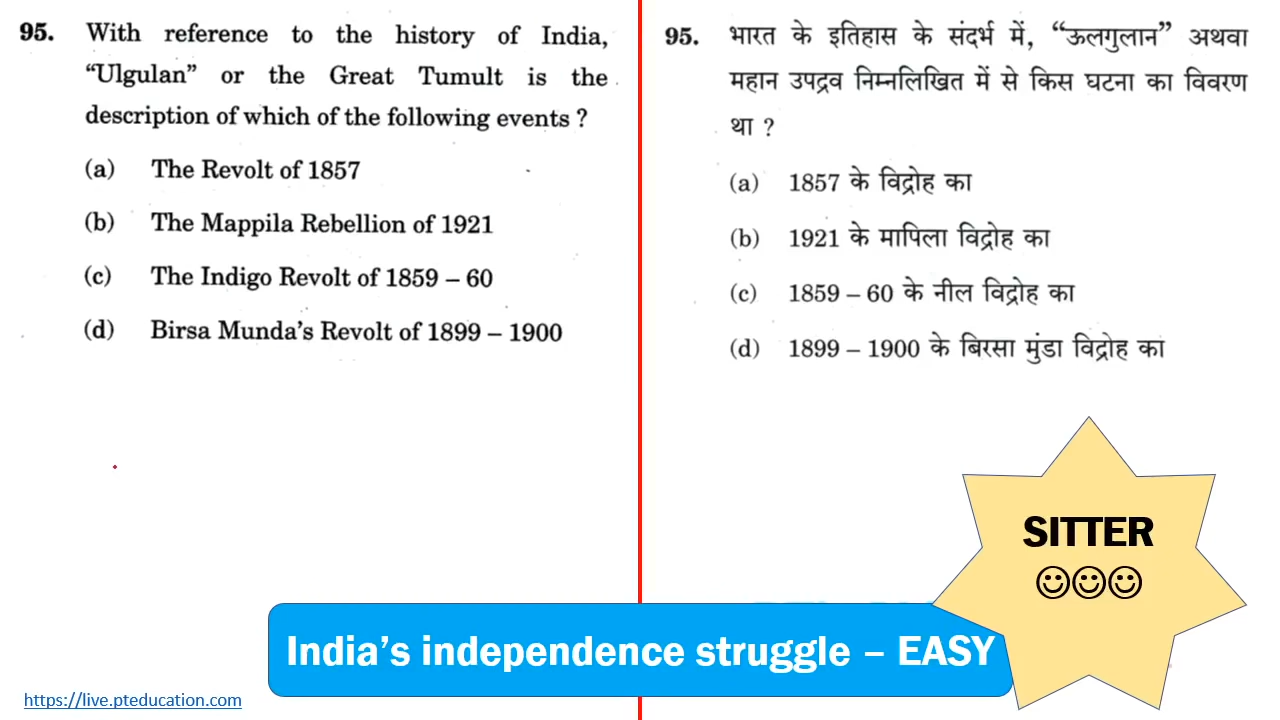 95. With reference to the history of India,
“Ulgulan” or the Great Tumult is the
description of which of the following events ?
(a) The Revolt of 1857
(b) The Mappila Rebellion of 1921
(c) The Indigo Revolt of 1859 – 60
(d) Birsa Munda’s Revolt of 1899 – 1900
95. भारत के इतिहास के संदर्भ में, “ऊलगुलान” अथवा
महान उपद्रव निम्नलिखित में से किस घटना का विवरण
था ?
(a) 1857 के विद्रोह का
(b) 1921 के मापिला विद्रोह का
(c) 1859 – 60 के नील विद्रोह का
(d) 1899 – 1900 के बिरसा मुंडा विद्रोह का
SITTER
☺☺☺
India’s independence struggle – EASY
https://live.pteducation.com